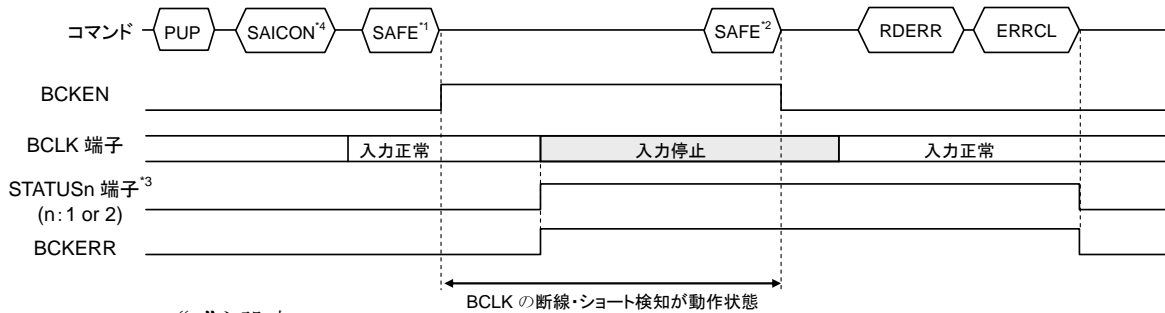 コマンド PUP SAICON*4 SAFE*1 SAFE*2 RDERR ERRCL
BCKEN
BCLK 端子 入力正常 入力停止 入力正常
STATUSn 端子*3
(n:1 or 2)
BCKERR
BCLK の断線・ショート検知が動作状態